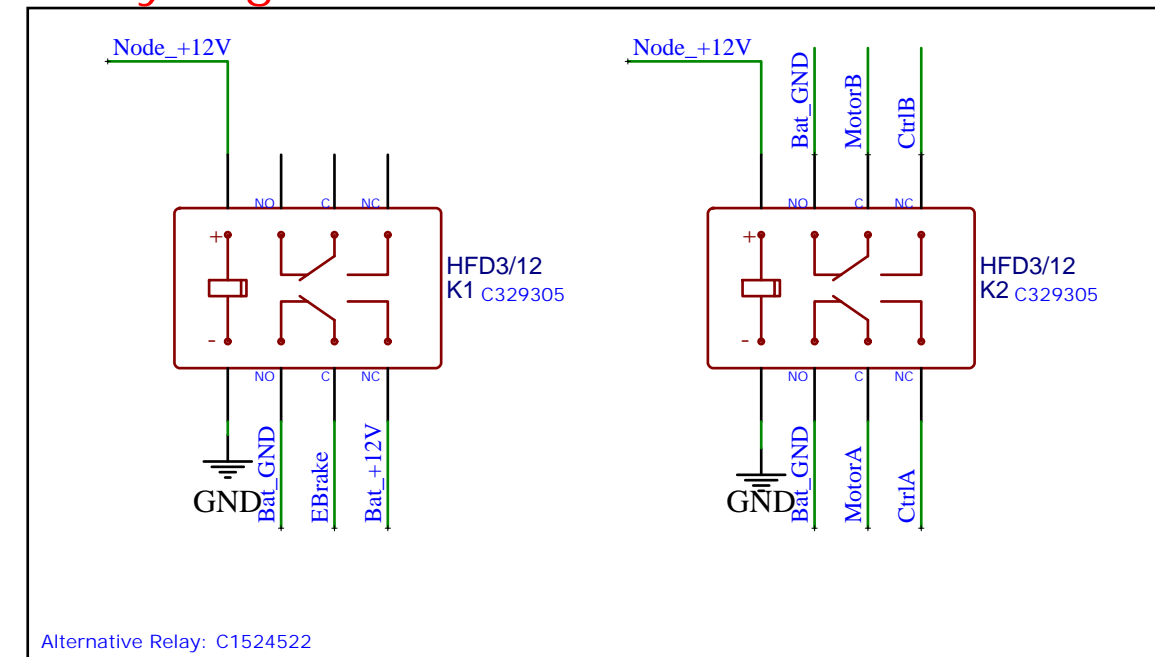 Node_+12V
NO C NC
+
-
HFD3/12
K1 C329305
NO C NC
GND
Bat_GND
EBrake
Bat_+12V
Node_+12V
Bat_GND
MotorB
CtrlB
NO C NC
+
-
HFD3/12
K2 C329305
NO C NC
GND
Bat_GND
MotorA
CtrlA
Alternative Relay: C1524522